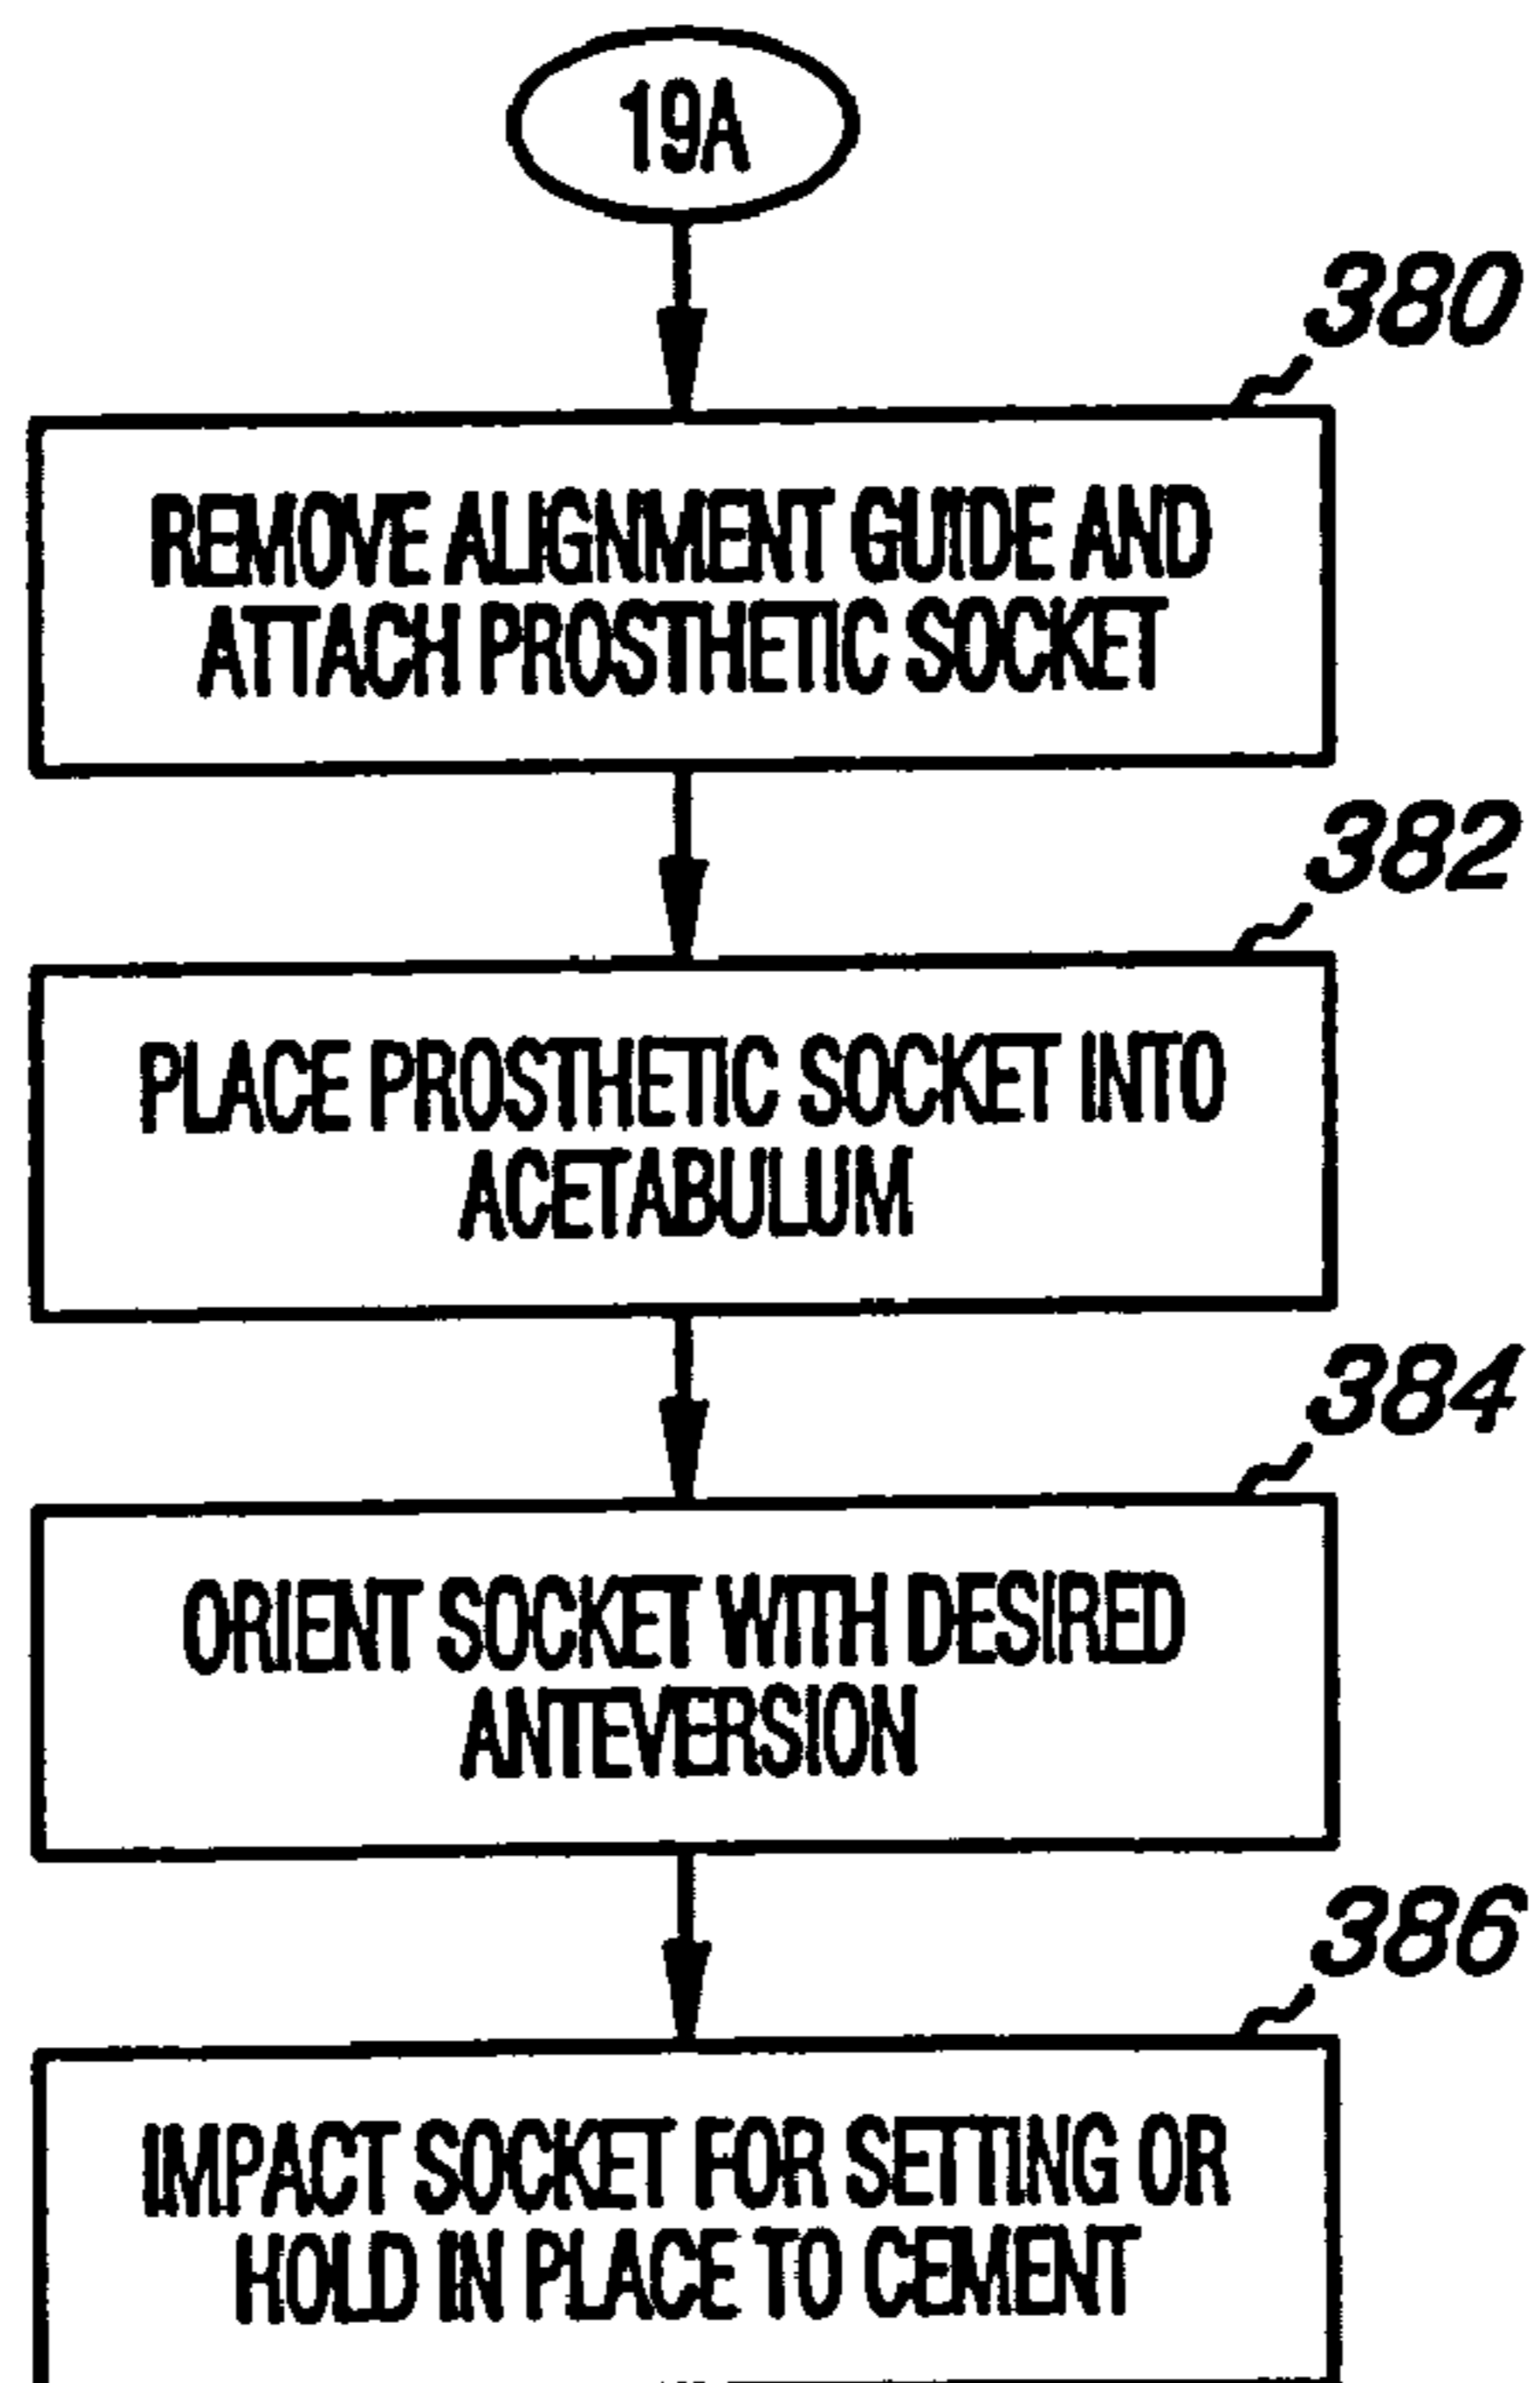 19A
380
REMOVE ALIGNMENT GUIDE AND
ATTACH PROSTHETIC SOCKET
382
PLACE PROSTHETIC SOCKET INTO
ACETABULUM
384
ORIENT SOCKET WITH DESIRED
ANTEVERSION
386
IMPACT SOCKET FOR SETTING OR
HOLD IN PLACE TO CEMENT